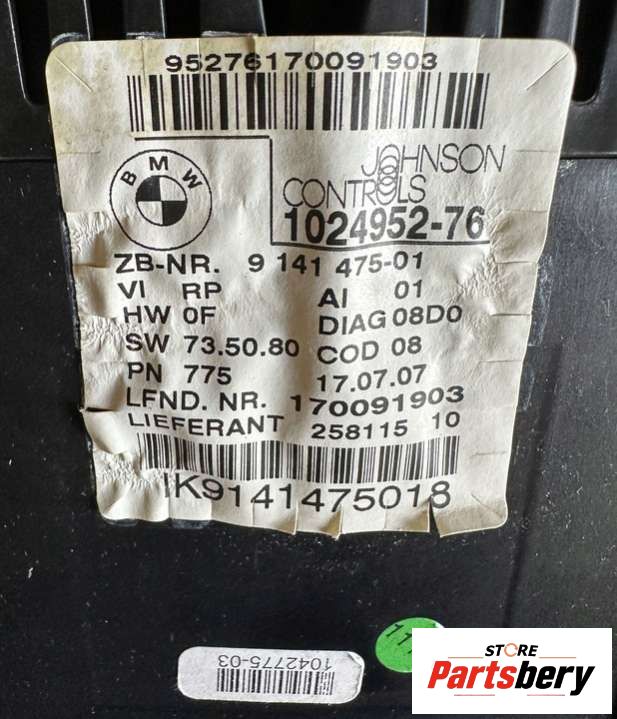 95276170091903
BMW
JOHNSON
CONTROLS
1024952-76
ZB-NR. 9 141 475-01
VI RP AI 01
HW 0F DIAG 08D0
SW 73.50.80 COD 08
PN 775 17.07.07
LFND. NR. 170091903
LIEFERANT 258115 10
IK9141475018
1042775-03
STORE
Partsbery